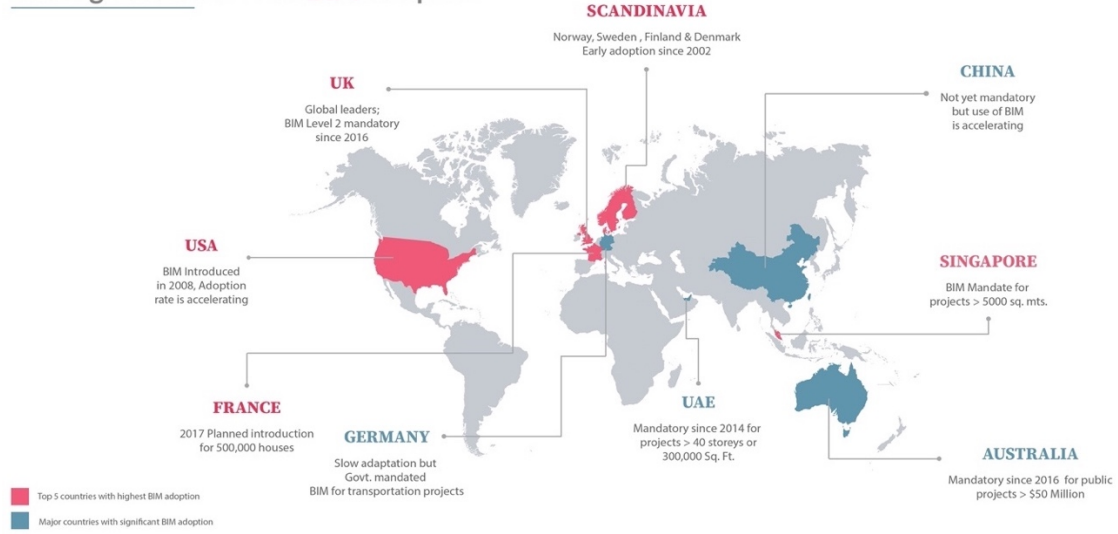 SCANDINAVIA
Norway, Sweden , Finland & Denmark
Early adoption since 2002
UK
Global leaders;
BIM Level 2 mandatory
since 2016
CHINA
Not yet mandatory
but use of BIM
is accelerating
USA
BIM Introduced
in 2008, Adoption
rate is accelerating
SINGAPORE
BIM Mandate for
projects > 5000 sq. mts.
FRANCE
2017 Planned introduction
for 500,000 houses
GERMANY
Slow adaptation but
Govt. mandated
BIM for transportation projects
UAE
Mandatory since 2014 for
projects > 40 storeys or
300,000 Sq. Ft.
AUSTRALIA
Mandatory since 2016 for public
projects > $50 Million
Top 5 countries with highest BIM adoption
Major countries with significant BIM adoption